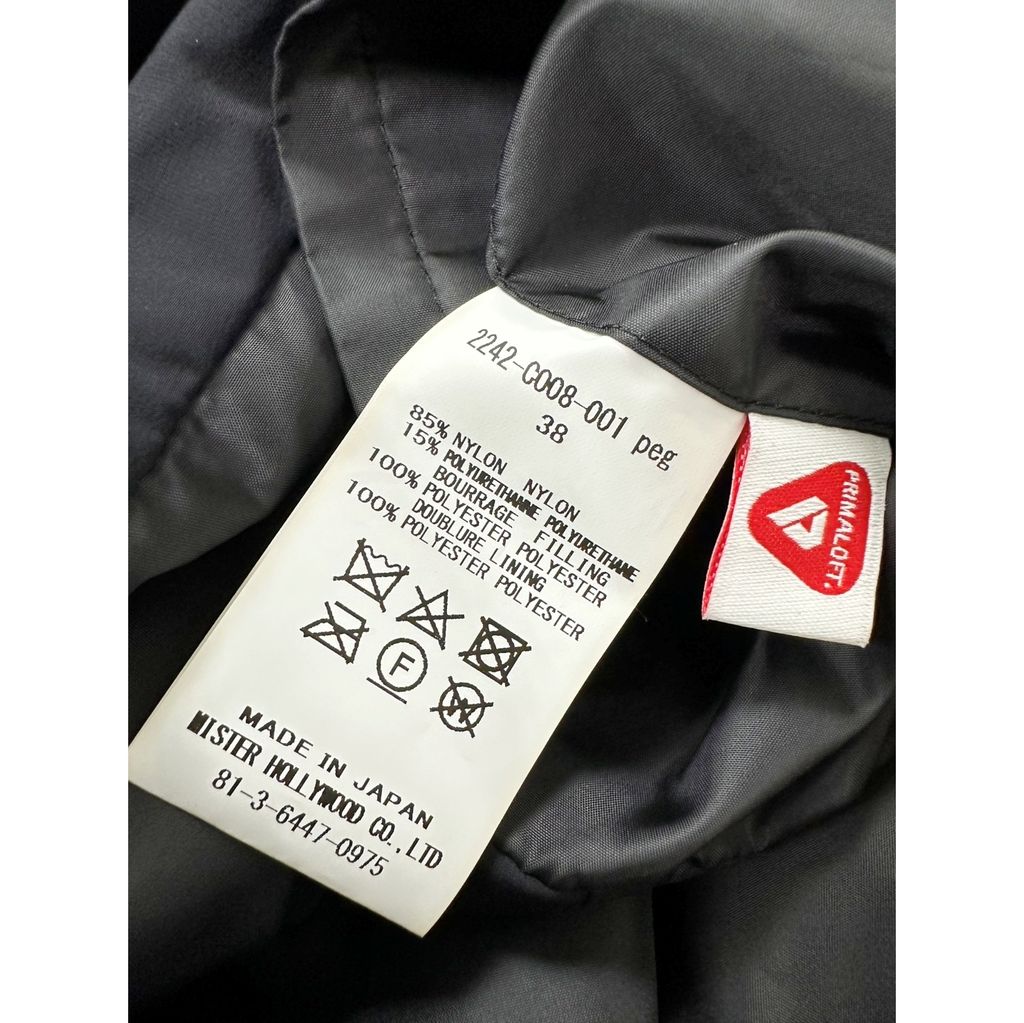 2242-C008-001 peg
38
85% NYLON NYLON
15% POLYURETHANNE POLYURETHANE
BOURRAGE FILLING
100% POLYESTER POLYESTER
DOUBLURE LINING
100% POLYESTER POLYESTER
F
W
MADE IN JAPAN
MISTER HOLLYWOOD CO.,LTD
81-3-6447-0975
PRIMALOFT.